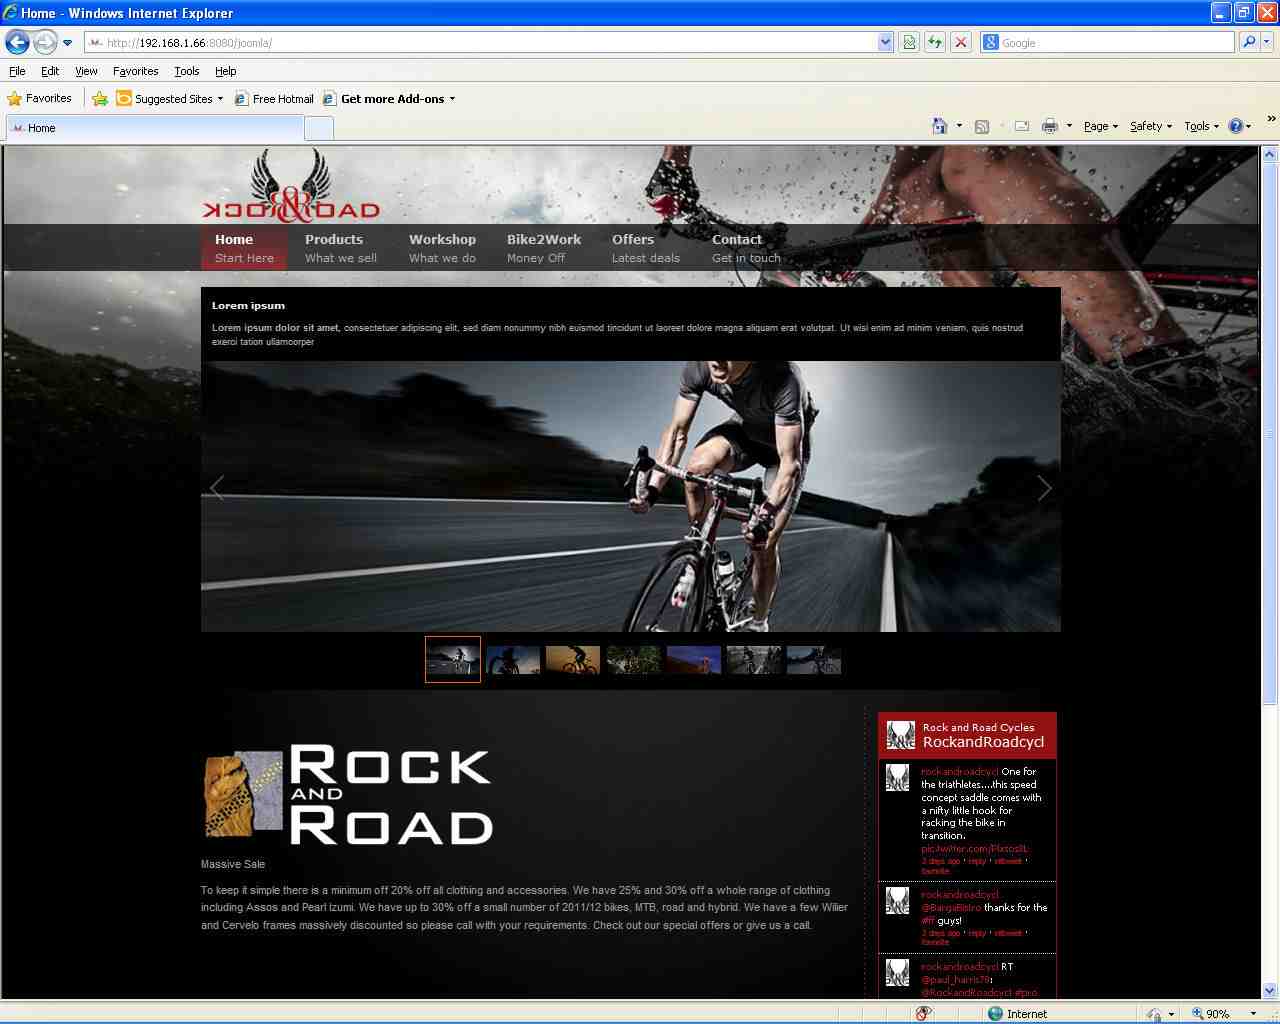 Home - Windows Internet Explorer
http://192.168.1.66:8080/joomla/
Google
File Edit View Favorites Tools Help
Favorites Suggested Sites Free Hotmail Get more Add-ons
Home
Page Safety Tools
»
ROCK & ROAD
Home Products Workshop Bike2Work Offers Contact
Start Here What we sell What we do Money Off Latest deals Get in touch
Lorem ipsum
Lorem ipsum dolor sit amet, consectetuer adipiscing elit, sed diam nonummy nibh euismod tincidunt ut laoreet dolore magna aliquam erat volutpat. Ut wisi enim ad minim veniam, quis nostrud
exerci tation ullamcorper
ROCK
AND
ROAD
Massive Sale
To keep it simple there is a minimum off 20% off all clothing and accessories. We have 25% and 30% off a whole range of clothing
including Assos and Pearl Izumi. We have up to 30% off a small number of 2011/12 bikes, MTB, road and hybrid. We have a few Wilier
and Cervelo frames massively discounted so please call with your requirements. Check out our special offers or give us a call.
Rock and Road Cycles
RockandRoadcycl
rockandroadcycl One for
the triathletes....this speed
concept saddle comes with
a nifty little hook for
racking the bike in
transition.
2 days ago · reply · retweet ·
favorite
rockandroadcycl
@BargaBistro thanks for the
#ff guys!
2 days ago · reply · retweet ·
favorite
rockandroadcycl RT
@paul_harris79:
@RockandRoadcycl #pro
Internet
90%